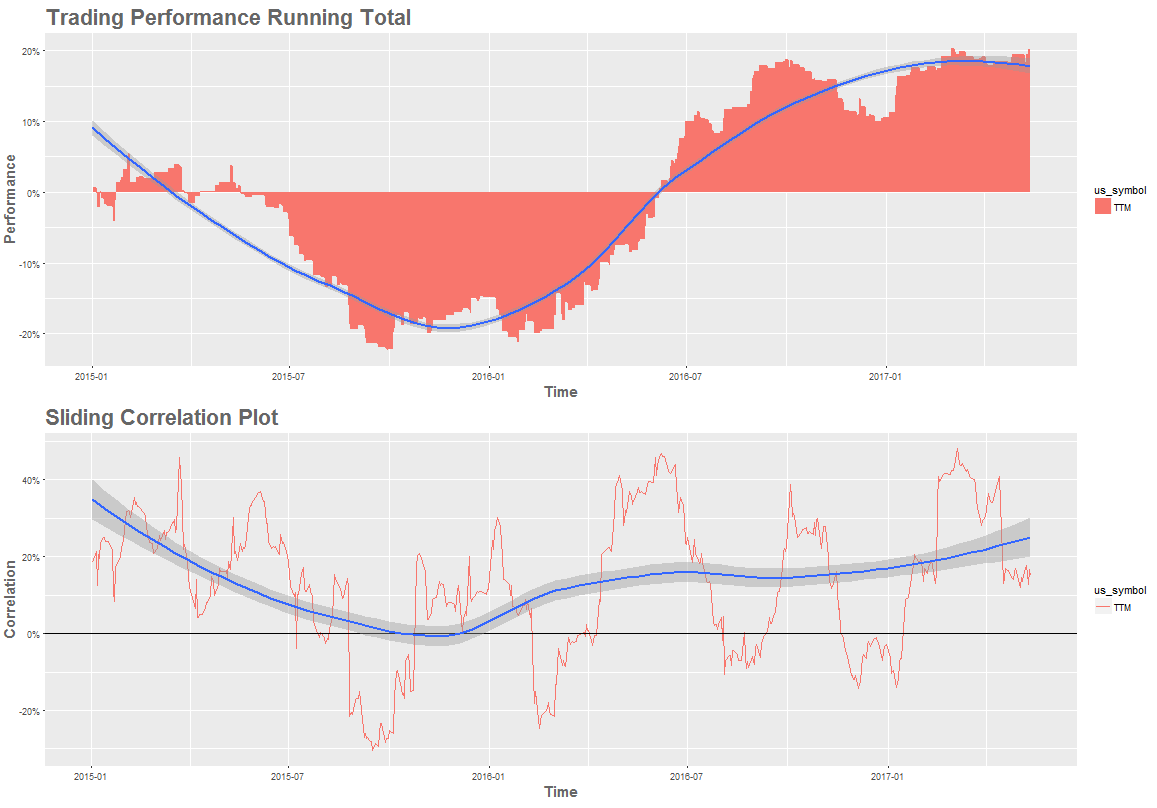 Trading Performance Running Total
Performance
20%
10%
0%
-10%
-20%
2015-01 2015-07 2016-01 2016-07 2017-01
Time
us_symbol
TTM
Sliding Correlation Plot
Correlation
40%
20%
0%
-20%
2015-01 2015-07 2016-01 2016-07 2017-01
Time
us_symbol
TTM